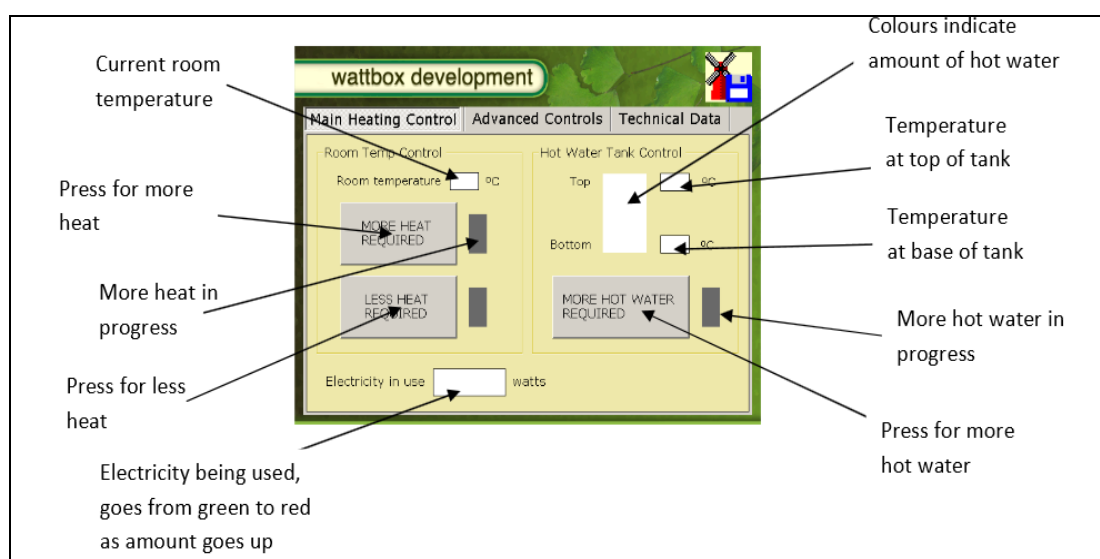 Colours indicate
amount of hot water
Current room
temperature
wattbox development
Main Heating Control
Advanced Controls
Technical Data
Temperature
at top of tank
Room Temp Control
Hot Water Tank Control
Room temperature
ºC
Top
ºC
Press for more
heat
MORE HEAT
REQUIRED
Bottom
ºC
Temperature
at base of tank
More heat in
progress
LESS HEAT
REQUIRED
MORE HOT WATER
REQUIRED
More hot water in
progress
Press for less
heat
Electricity in use
watts
Press for more
hot water
Electricity being used,
goes from green to red
as amount goes up